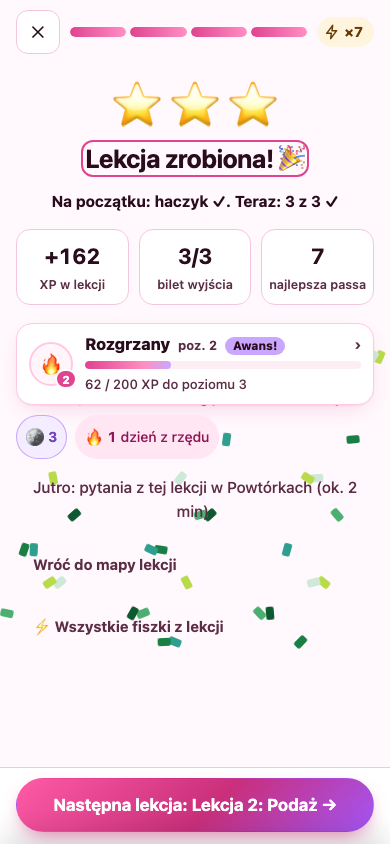 ×7
Lekcja zrobiona! 🎉
Na początku: haczyk ✓. Teraz: 3 z 3 ✓
+162
XP w lekcji
3/3
bilet wyjścia
7
najlepsza passa
2
Rozgrzany poz. 2 Awans! ›
62 / 200 XP do poziomu 3
3
1 dzień z rzędu
Jutro: pytania z tej lekcji w Powtórkach (ok. 2
min)
Wróć do mapy lekcji
⚡ Wszystkie fiszki z lekcji
Następna lekcja: Lekcja 2: Podaż →